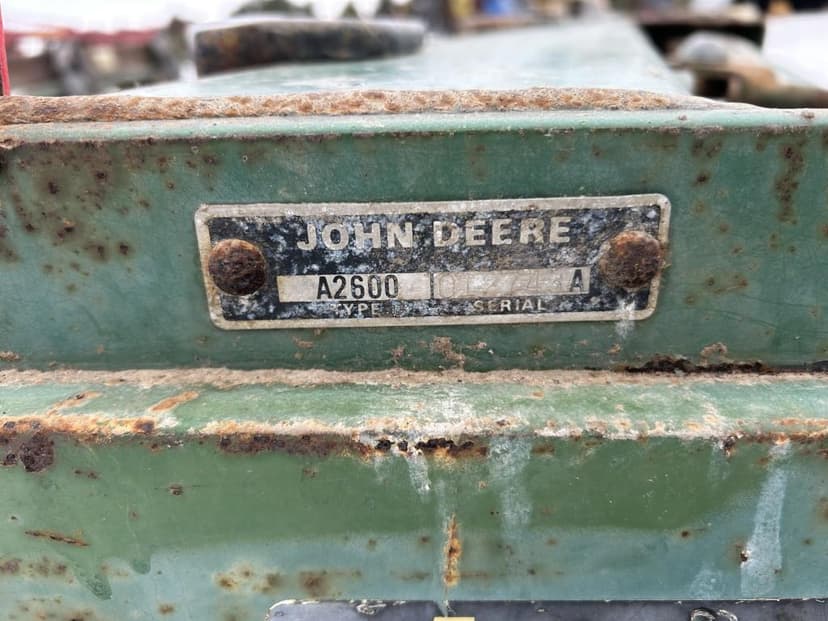 JOHN DEERE
A2600 A
TYPE SERIAL